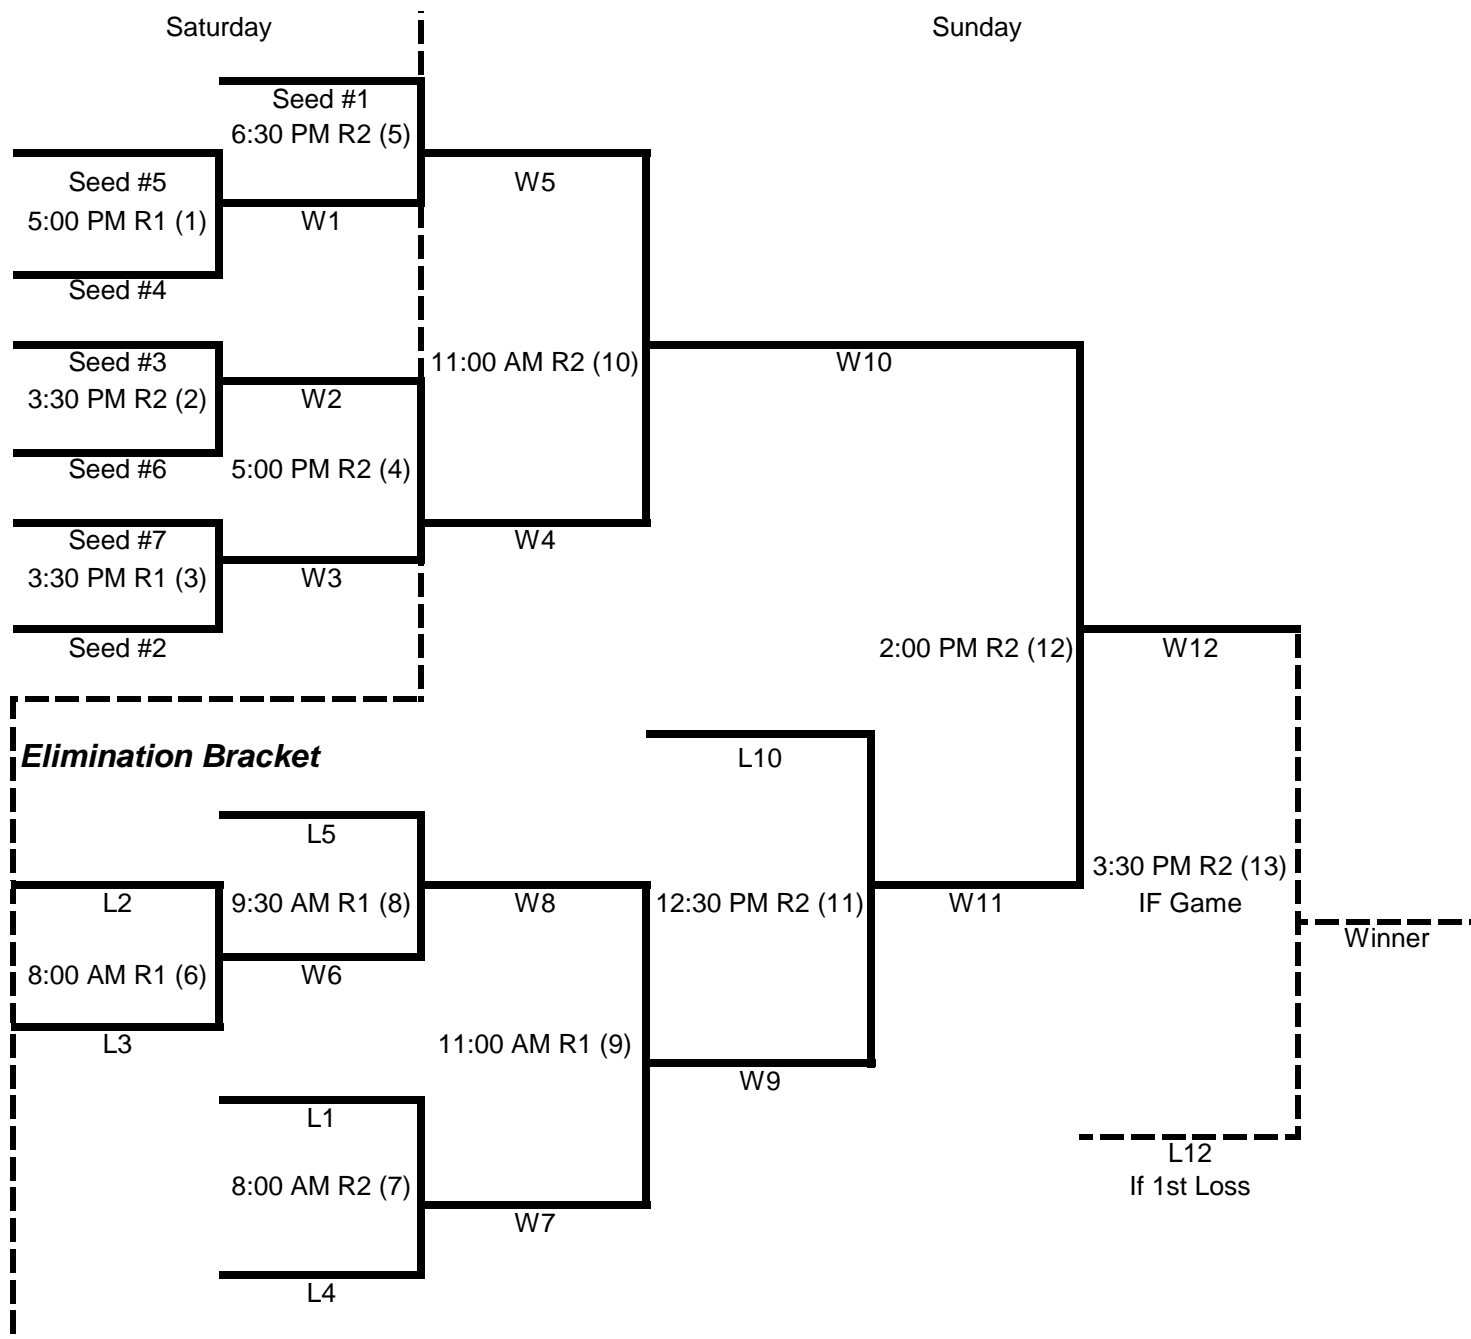 Saturday
Sunday
Seed #1
6:30 PM R2 (5)
Seed #5
W5
5:00 PM R1 (1)
W1
Seed #4
Seed #3
11:00 AM R2 (10)
W10
3:30 PM R2 (2)
W2
Seed #6
5:00 PM R2 (4)
Seed #7
W4
3:30 PM R1 (3)
W3
Seed #2
2:00 PM R2 (12)
W12
Elimination Bracket
L10
L5
3:30 PM R2 (13)
L2
9:30 AM R1 (8)
W8
12:30 PM R2 (11)
W11
IF Game
Winner
8:00 AM R1 (6)
W6
L3
11:00 AM R1 (9)
W9
L1
L12
8:00 AM R2 (7)
If 1st Loss
W7
L4